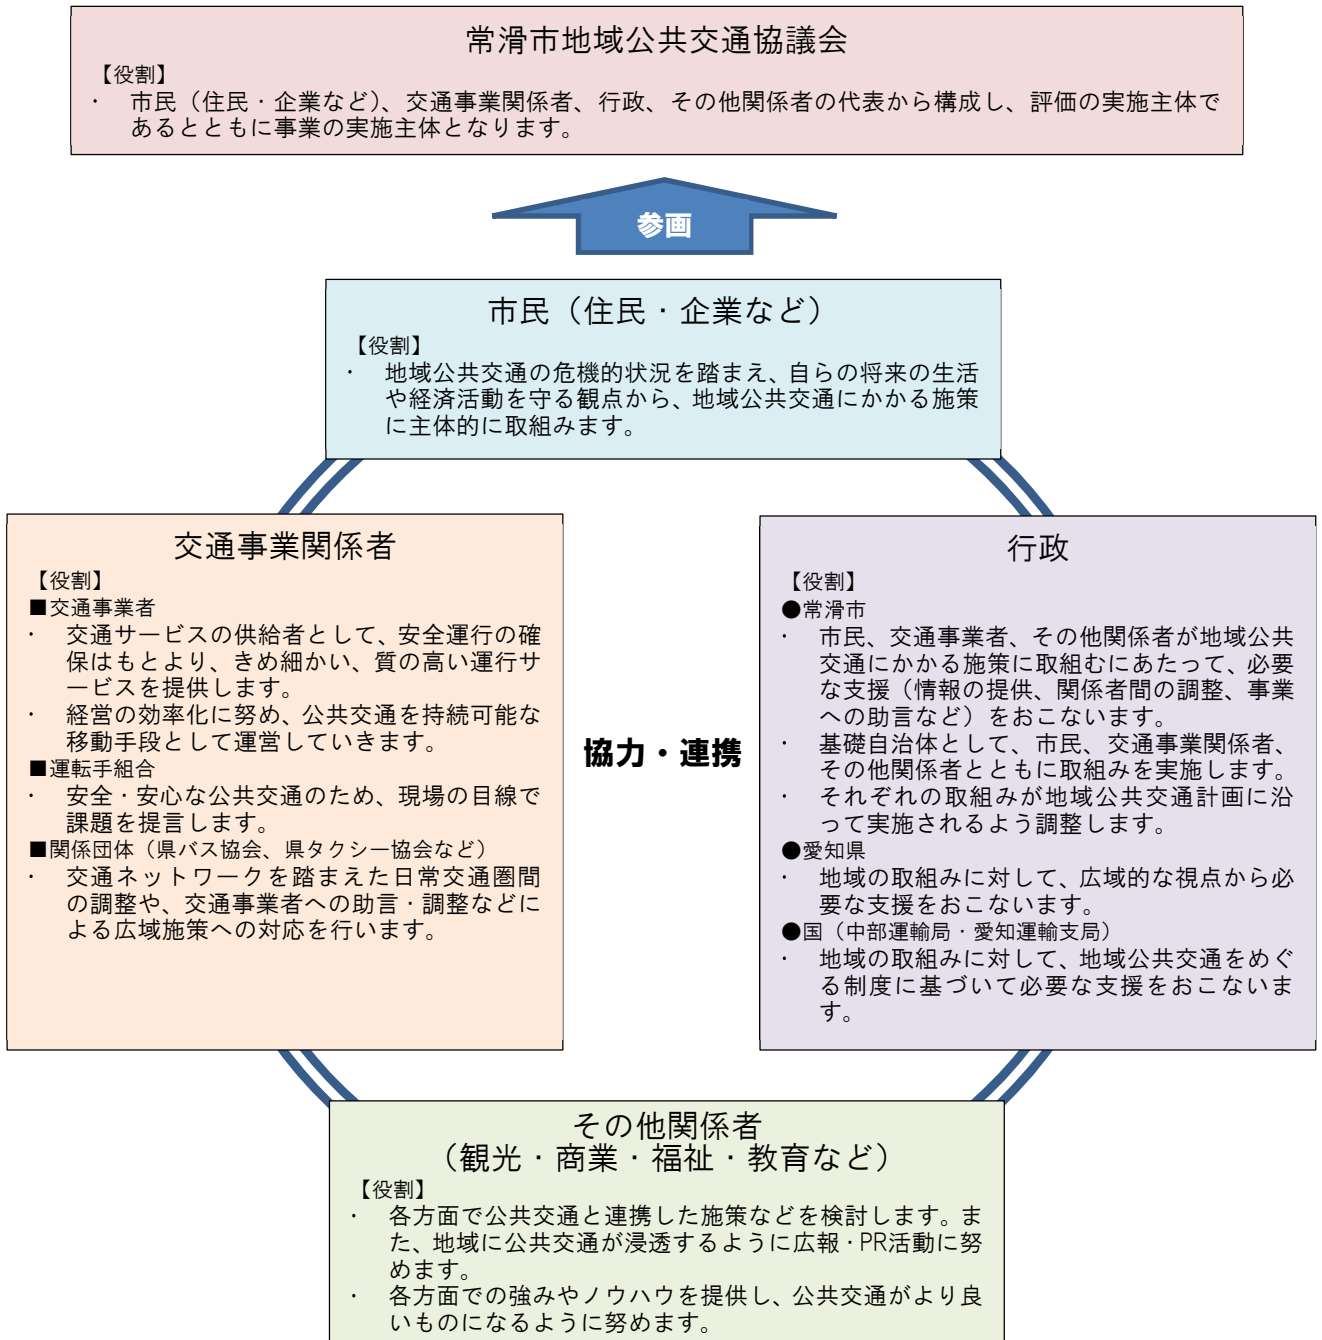 常滑市地域公共交通協議会
【役割】
・ 市民（住民・企業など）、交通事業関係者、行政、その他関係者の代表から構成し、評価の実施主体で
あるとともに事業の実施主体となります。
参画
市民（住民・企業など）
【役割】
・ 地域公共交通の危機的状況を踏まえ、自らの将来の生活
や経済活動を守る観点から、地域公共交通にかかる施策
に主体的に取組みます。
交通事業関係者
【役割】
■交通事業者
・ 交通サービスの供給者として、安全運行の確
保はもとより、きめ細かい、質の高い運行サ
ービスを提供します。
・ 経営の効率化に努め、公共交通を持続可能な
移動手段として運営していきます。
■運転手組合
・ 安全・安心な公共交通のため、現場の目線で
課題を提言します。
■関係団体（県バス協会、県タクシー協会など）
・ 交通ネットワークを踏まえた日常交通圏間
の調整や、交通事業者への助言・調整などに
よる広域施策への対応を行います。
協力・連携
行政
【役割】
●常滑市
・ 市民、交通事業者、その他関係者が地域公共
交通にかかる施策に取組むにあたって、必要
な支援（情報の提供、関係者間の調整、事業
への助言など）をおこないます。
・ 基礎自治体として、市民、交通事業関係者、
その他関係者とともに取組みを実施します。
・ それぞれの取組みが地域公共交通計画に沿
って実施されるよう調整します。
●愛知県
・ 地域の取組みに対して、広域的な視点から必
要な支援をおこないます。
●国（中部運輸局・愛知運輸支局）
・ 地域の取組みに対して、地域公共交通をめぐ
る制度に基づいて必要な支援をおこないま
す。
その他関係者
（観光・商業・福祉・教育など）
【役割】
・ 各方面で公共交通と連携した施策などを検討します。ま
た、地域に公共交通が浸透するように広報・PR活動に努
めます。
・ 各方面での強みやノウハウを提供し、公共交通がより良
いものになるように努めます。